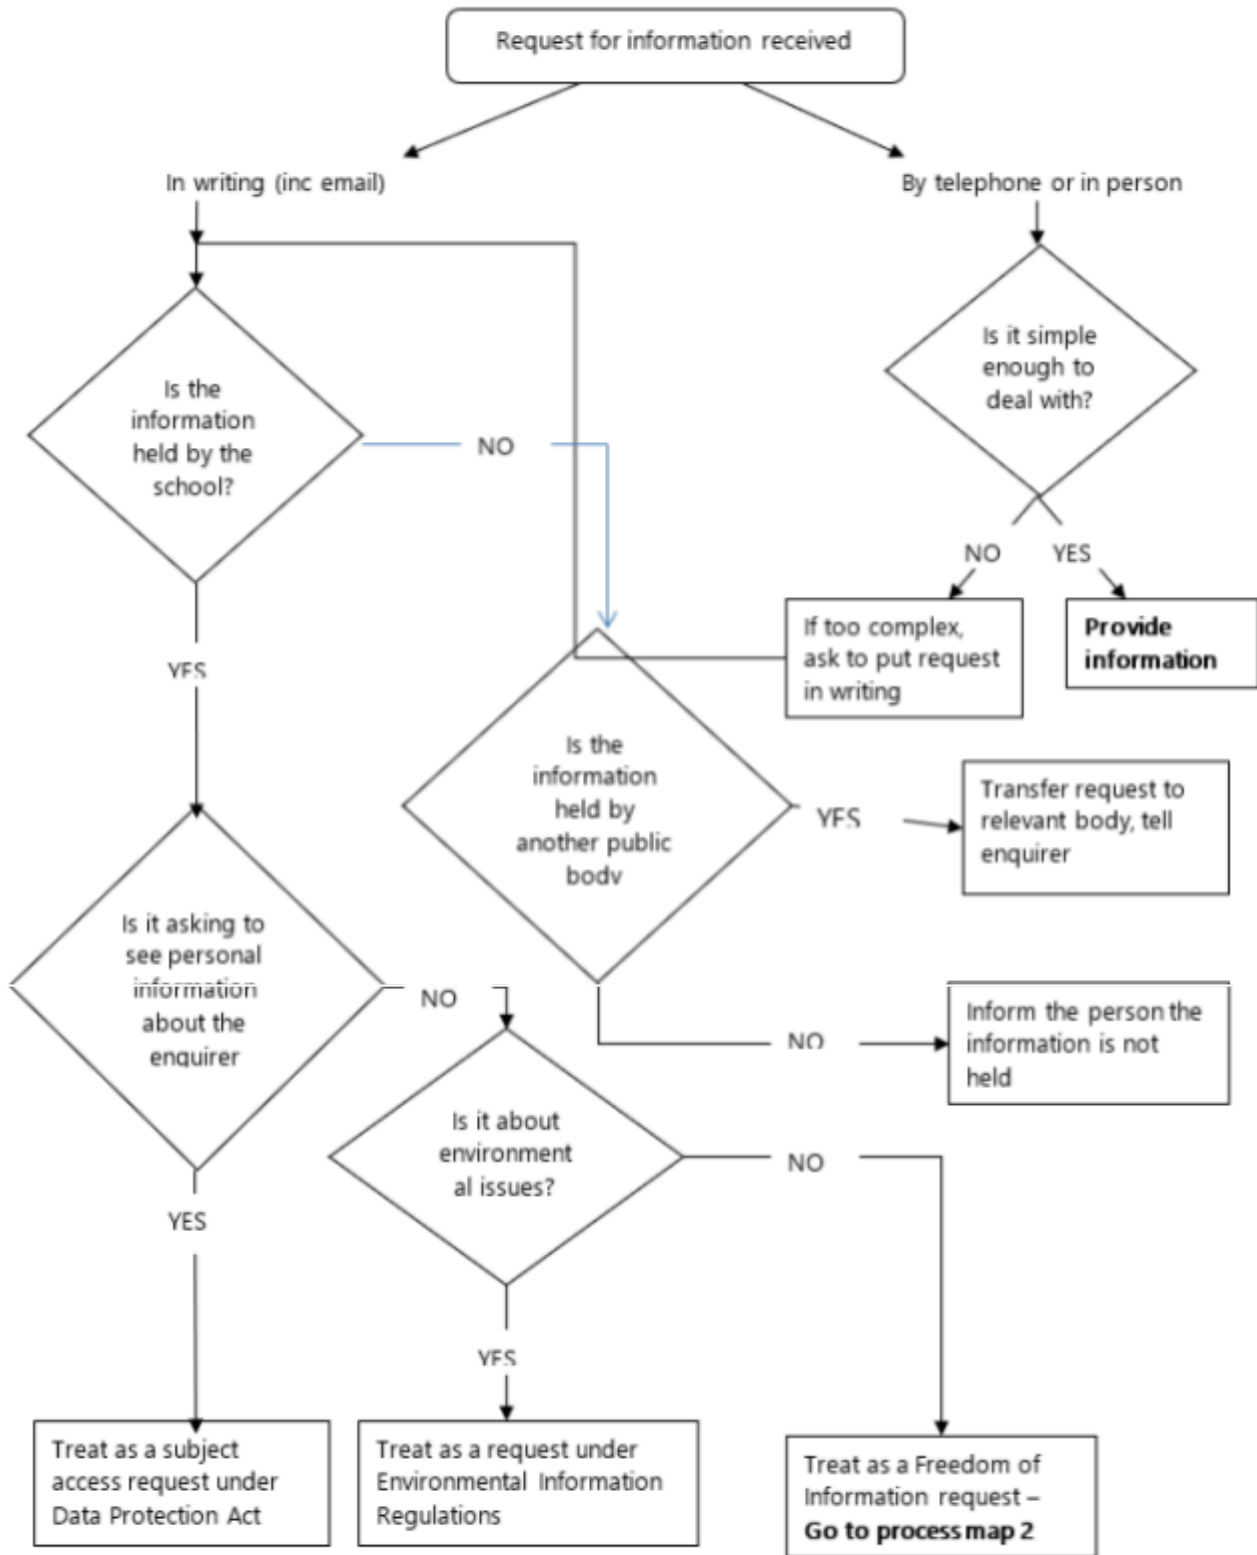 Request for information received
In writing (inc email)
By telephone or in person
Is it simple
enough to
deal with?
Is the
information
held by the
school?
NO
NO
YES
If too complex,
ask to put request
in writing
Provide
information
YES
Is the
information
held by
another public
body
YES
Transfer request to
relevant body, tell
enquirer
Is it asking to
see personal
information
about the
enquirer
NO
Inform the person the
information is not
held
NO
Is it about
environment
al issues?
NO
YES
YES
Treat as a subject
access request under
Data Protection Act
Treat as a request under
Environmental Information
Regulations
Treat as a Freedom of
Information request –
Go to process map 2